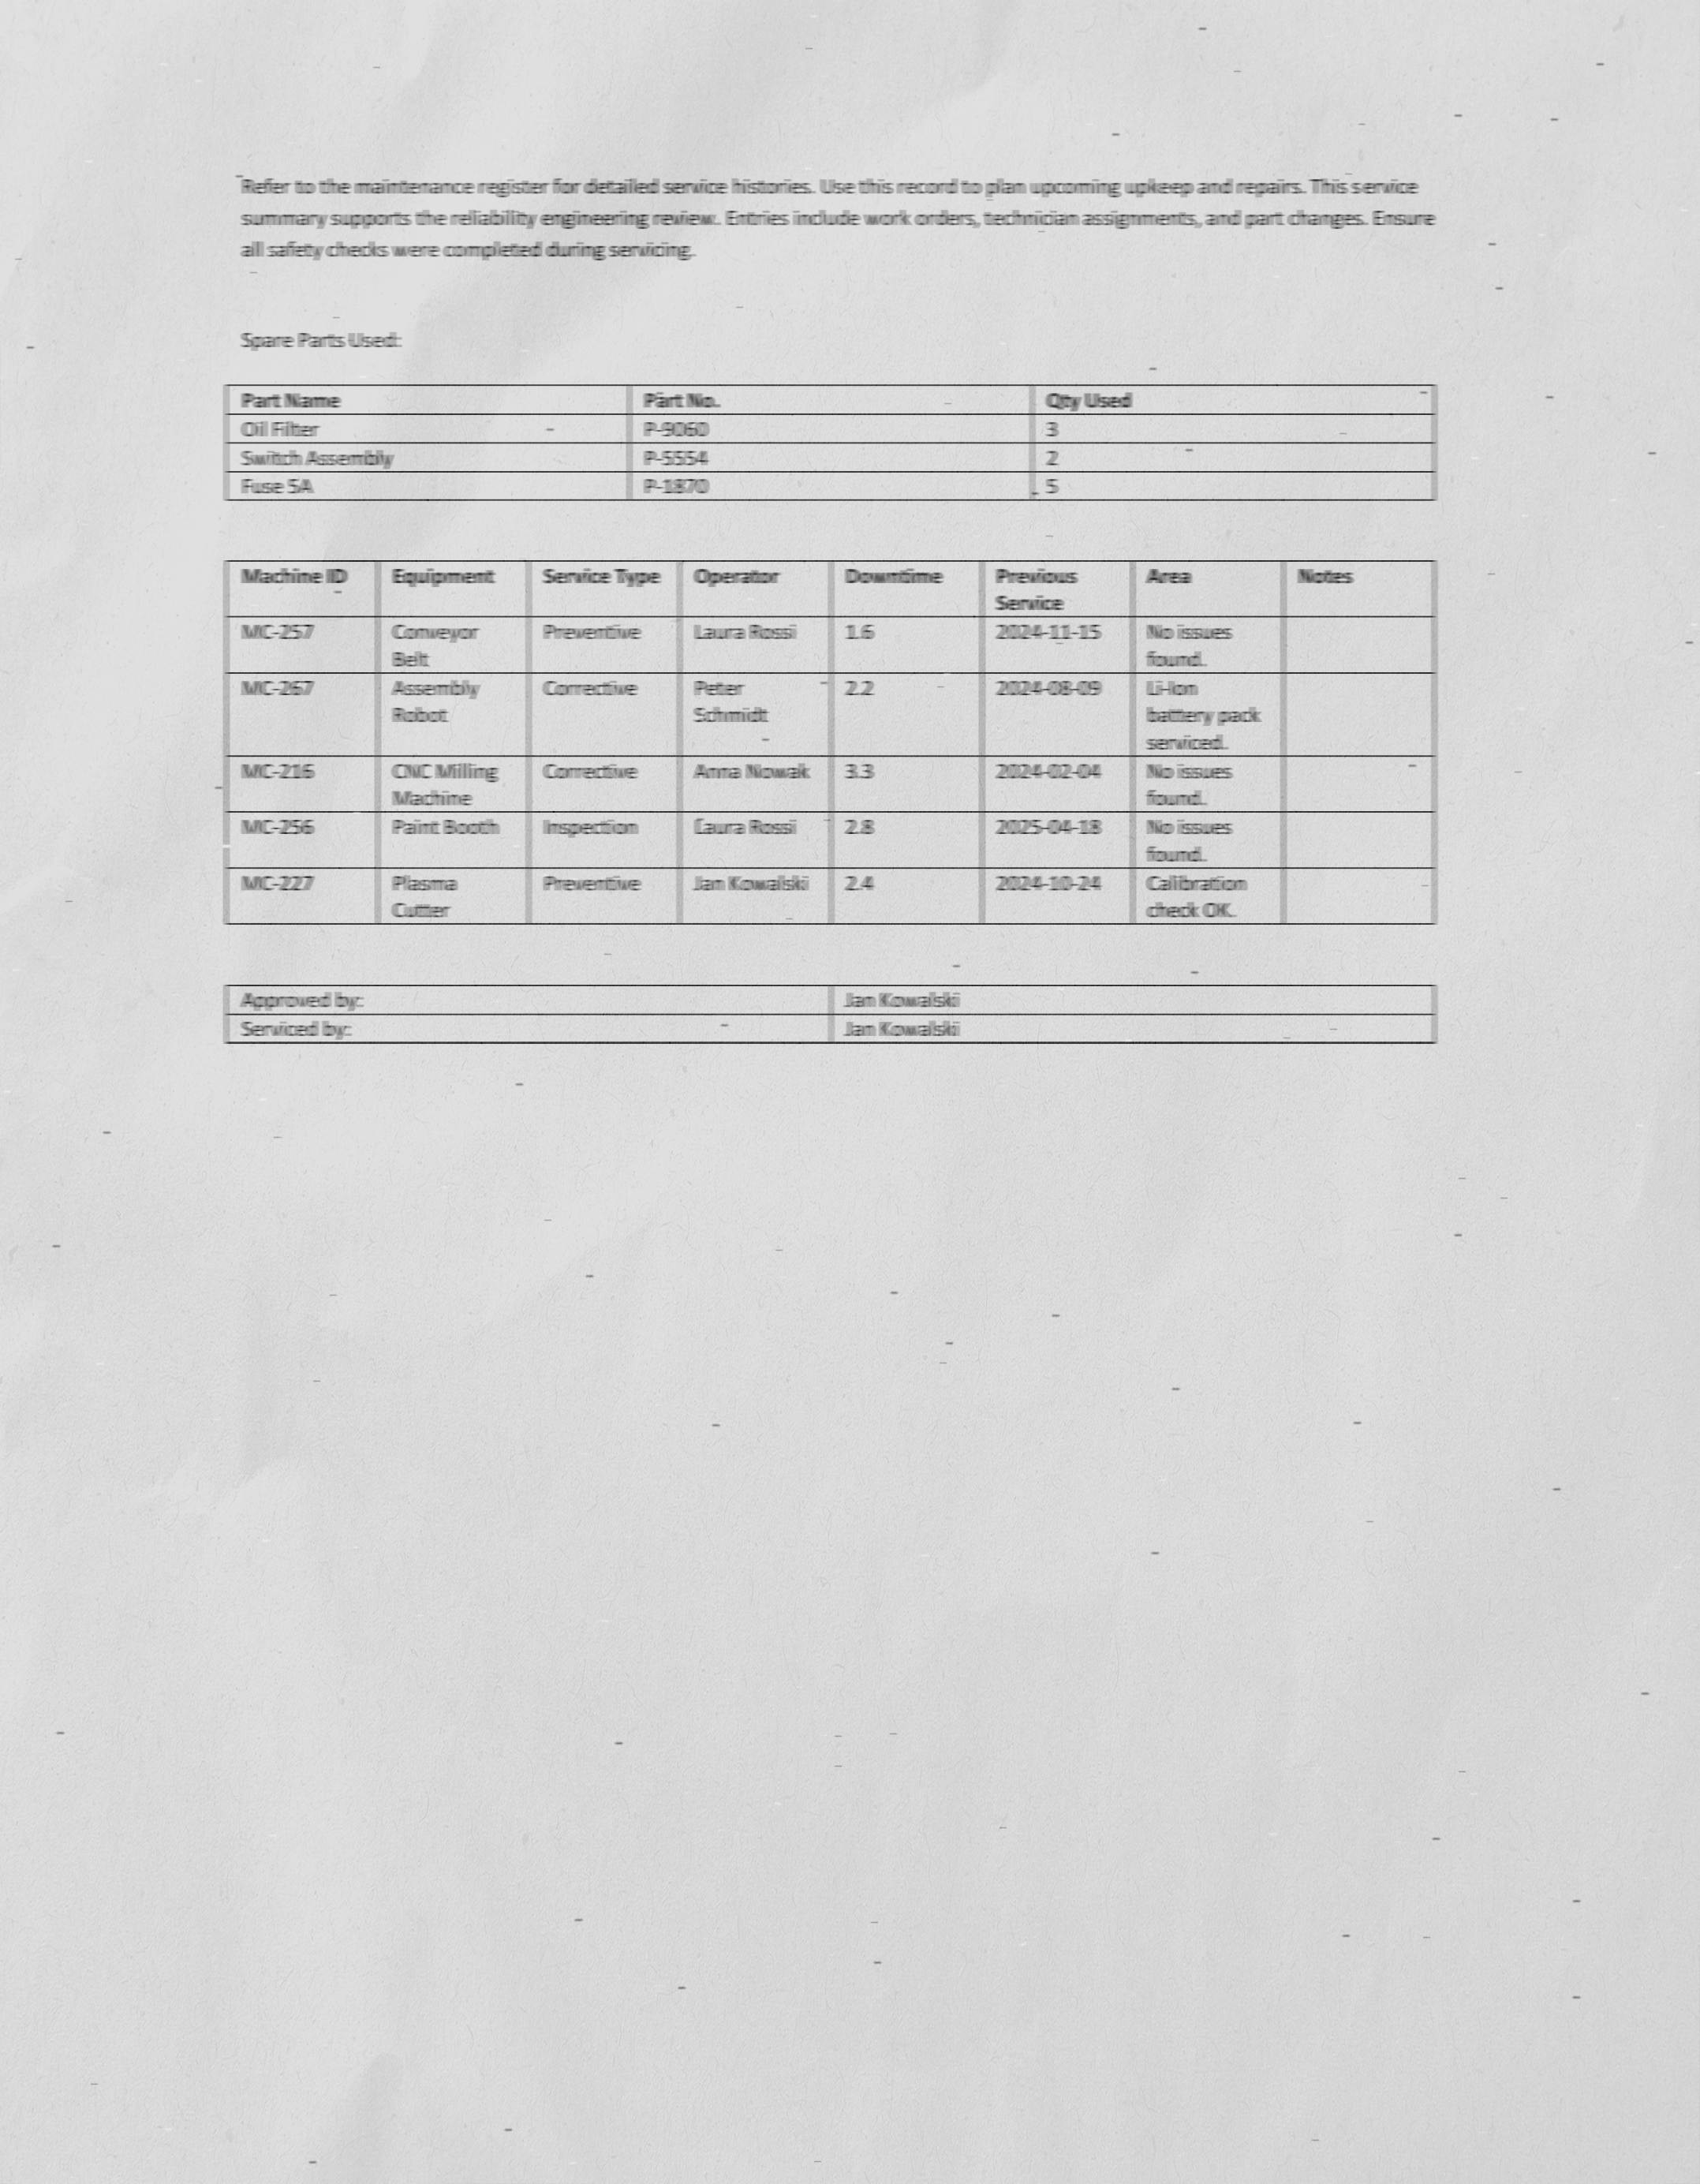 Refer to the maintenance register for detailed service histories. Use this record to plan upcoming upkeep and repairs. This service
summary supports the reliability engineering review. Entries include work orders, technician assignments, and part changes. Ensure
all safety checks were completed during servicing.
Spare Parts Used:
Part Name Part No. Qty Used
Oil Filter P-9060 3
Switch Assembly P-5554 2
Fuse 5A P-1870 5
Machine ID Equipment Service Type Operator Downtime Previous Area Notes
Service
MC-257 Conveyor Preventive Laura Rossi 1.6 2024-11-15 No issues
Belt found.
MC-267 Assembly Corrective Peter 2.2 2024-08-09 Li-Ion
Robot Schmidt battery pack
serviced.
MC-216 CNC Milling Corrective Anna Nowak 3.3 2024-02-04 No issues
Machine found.
MC-256 Paint Booth Inspection Laura Rossi 2.8 2025-04-18 No issues
found.
MC-227 Plasma Preventive Jan Kowalski 2.4 2024-10-24 Calibration
Cutter check OK.
Approved by: Jan Kowalski
Serviced by: Jan Kowalski